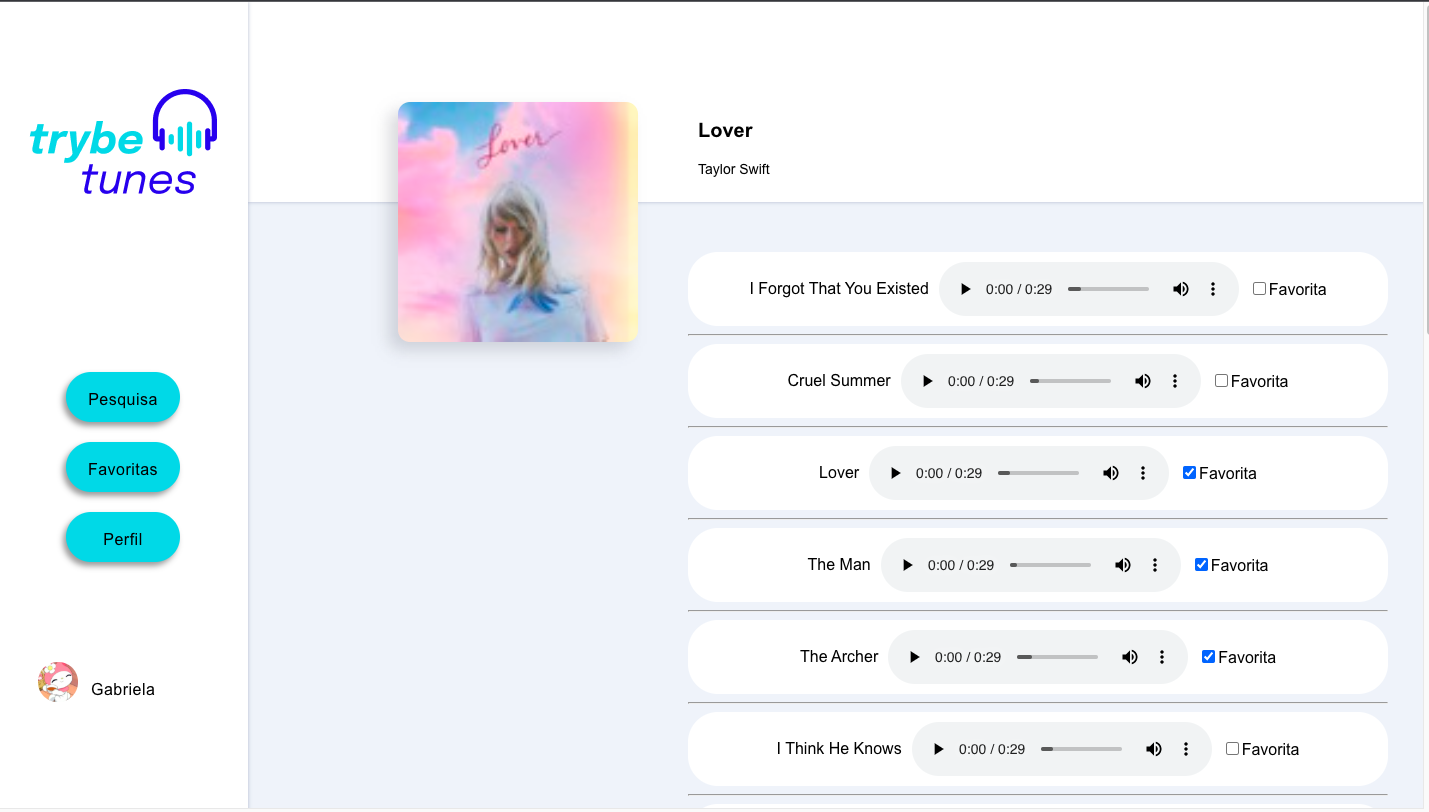 trybe
tunes
Pesquisa
Favoritas
Perfil
Gabriela
Lover
Lover
Taylor Swift
I Forgot That You Existed 0:00 / 0:29 Favorita
Cruel Summer 0:00 / 0:29 Favorita
Lover 0:00 / 0:29 Favorita
The Man 0:00 / 0:29 Favorita
The Archer 0:00 / 0:29 Favorita
I Think He Knows 0:00 / 0:29 Favorita